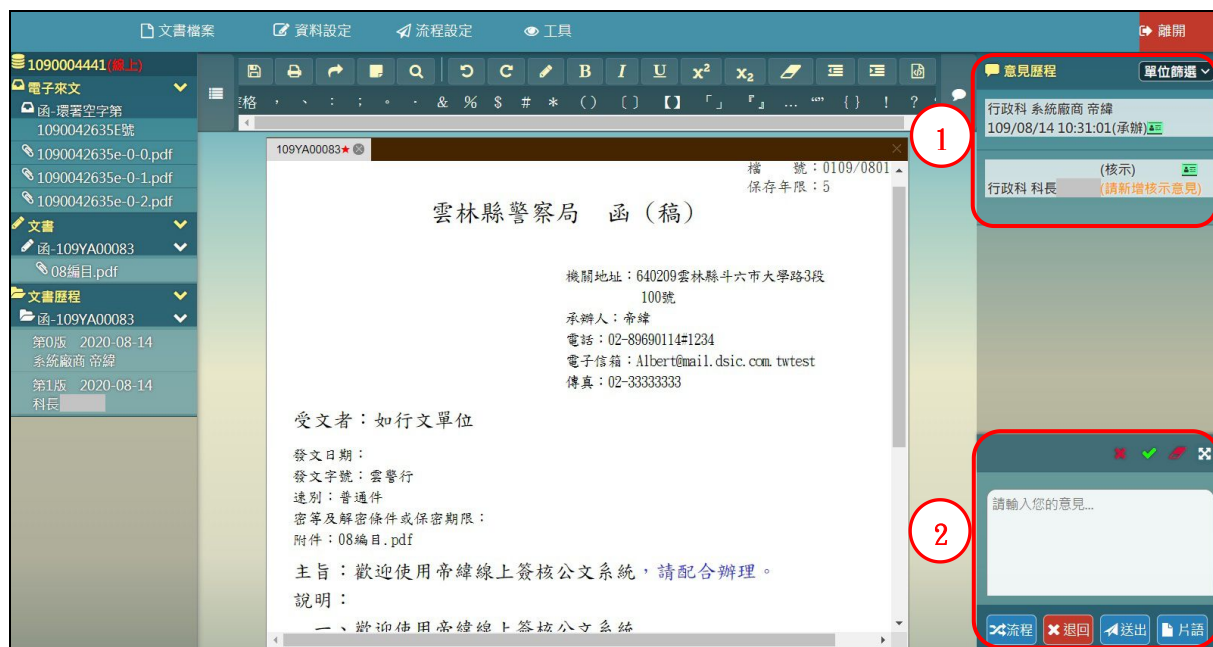 文書檔案 資料設定 流程設定 工具 離開
1090004441(線上)
電子來文
函-環署空字第
1090042635E號
1090042635e-0-0.pdf
1090042635e-0-1.pdf
1090042635e-0-2.pdf
文書
函-109YA00083
08編目.pdf
文書歷程
函-109YA00083
第0版 2020-08-14
系統廠商 帝緯
第1版 2020-08-14
科長
B I U x² x₂
格 , 、 : ; 。 · & % $ # * () 〔〕 【】 「」 『』 … “” {} ! ?
109YA00083★
檔 號:0109/0801
保存年限:5
雲林縣警察局 函(稿)
機關地址:640209雲林縣斗六市大學路3段
100號
承辦人:帝緯
電話:02-89690114#1234
電子信箱:Albert@mail.dsic.com.twtest
傳真:02-33333333
受文者:如行文單位
發文日期:
發文字號:雲警行
速別:普通件
密等及解密條件或保密期限:
附件:08編目.pdf
主旨:歡迎使用帝緯線上簽核公文系統,請配合辦理。
說明:
一、歡迎使用帝緯線上簽核公文系統
意見歷程 單位篩選
行政科 系統廠商 帝緯
109/08/14 10:31:01(承辦)
(核示)
行政科 科長 (請新增核示意見)
1
2
請輸入您的意見...
流程 退回 送出 片語